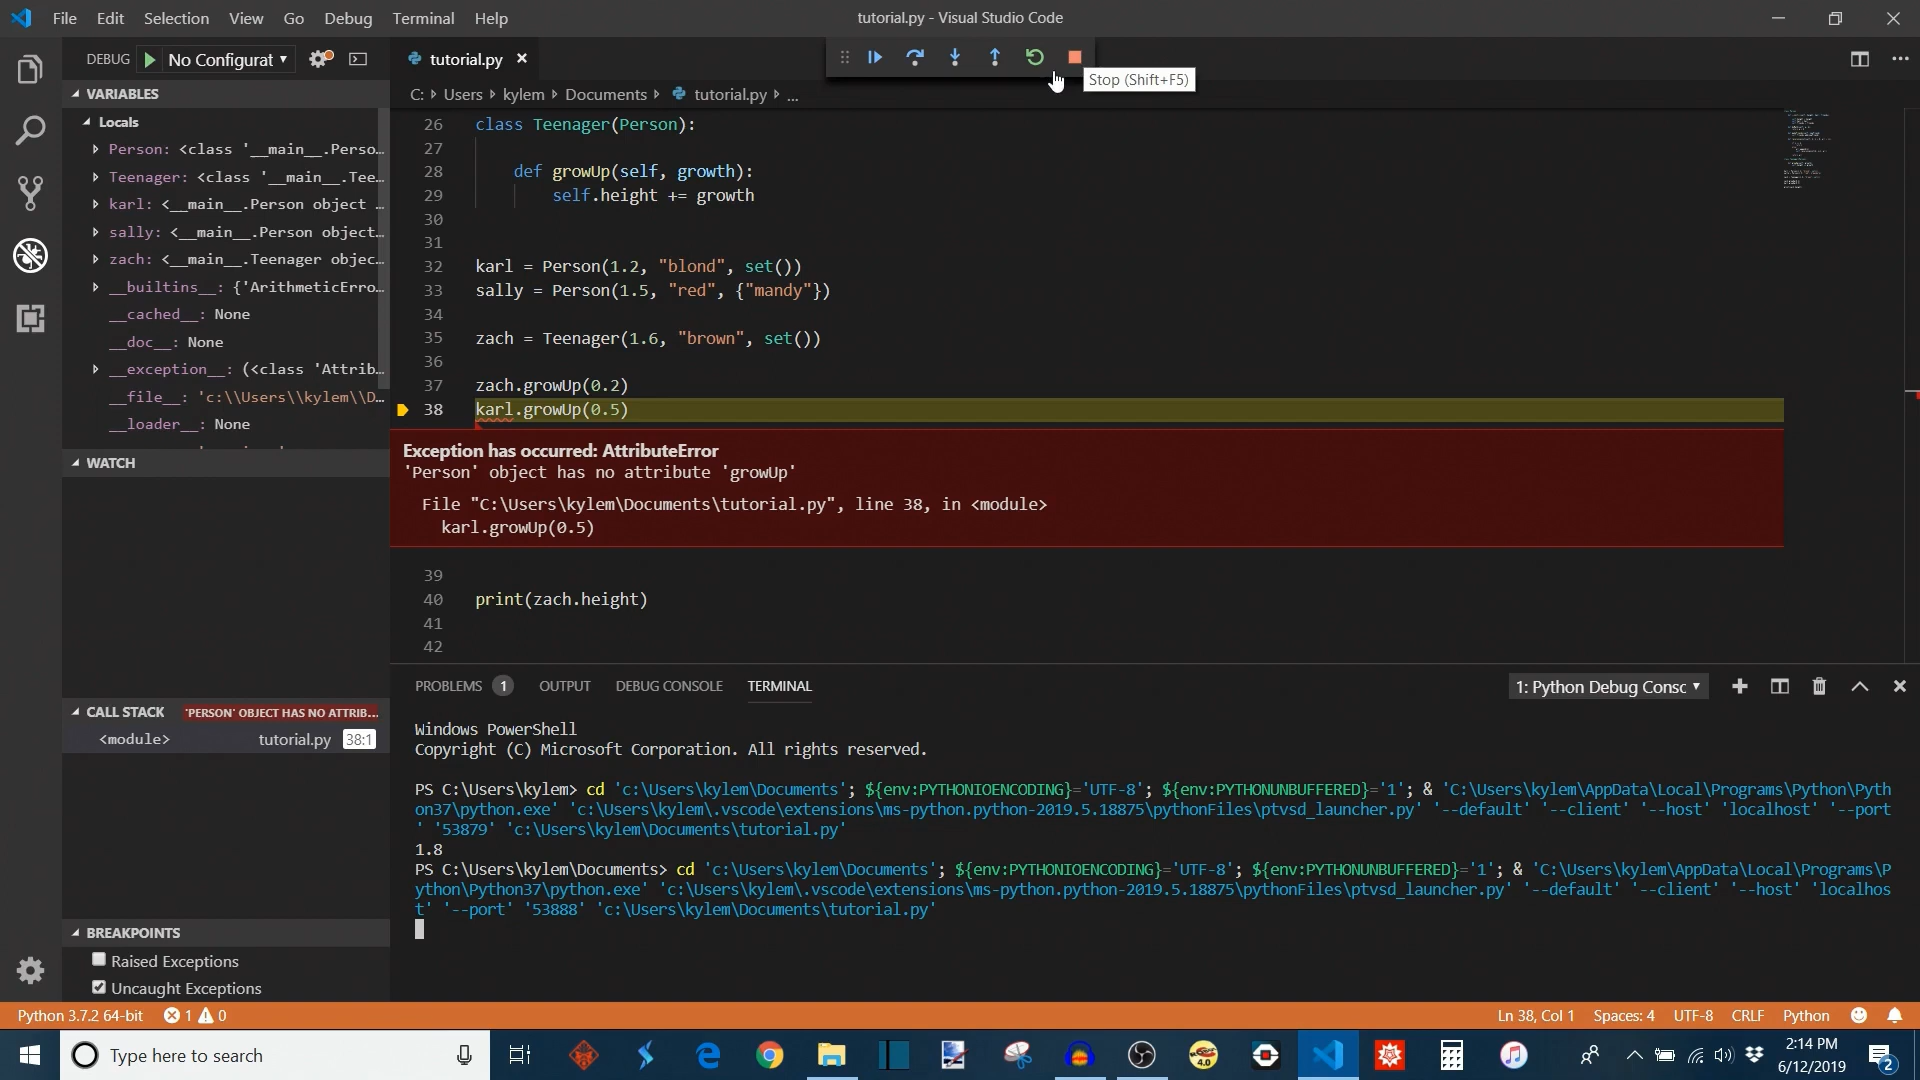 File Edit Selection View Go Debug Terminal Help
tutorial.py - Visual Studio Code
DEBUG No Configurat
tutorial.py
Stop (Shift+F5)
C: Users kylem Documents tutorial.py ...
VARIABLES
Locals
Person: <class '__main__.Perso...
Teenager: <class '__main__.Tee...
karl: <__main__.Person object ...
sally: <__main__.Person object...
zach: <__main__.Teenager objec...
__builtins__: {'ArithmeticErro...
__cached__: None
__doc__: None
__exception__: (<class 'Attrib...
__file__: 'c:\\Users\\kylem\\D...
__loader__: None
WATCH
CALL STACK 'PERSON' OBJECT HAS NO ATTRIB...
<module> tutorial.py 38:1
BREAKPOINTS
Raised Exceptions
Uncaught Exceptions
26 class Teenager(Person):
27
28 def growUp(self, growth):
29 self.height += growth
30
31
32 karl = Person(1.2, "blond", set())
33 sally = Person(1.5, "red", {"mandy"})
34
35 zach = Teenager(1.6, "brown", set())
36
37 zach.growUp(0.2)
38 karl.growUp(0.5)
Exception has occurred: AttributeError
'Person' object has no attribute 'growUp'
File "C:\Users\kylem\Documents\tutorial.py", line 38, in <module>
karl.growUp(0.5)
39
40 print(zach.height)
41
42
PROBLEMS 1 OUTPUT DEBUG CONSOLE TERMINAL
1: Python Debug Consc
Windows PowerShell
Copyright (C) Microsoft Corporation. All rights reserved.
PS C:\Users\kylem> cd 'c:\Users\kylem\Documents'; ${env:PYTHONIOENCODING}='UTF-8'; ${env:PYTHONUNBUFFERED}='1'; & 'C:\Users\kylem\AppData\Local\Programs\Python\Pyth
on37\python.exe' 'c:\Users\kylem\.vscode\extensions\ms-python.python-2019.5.18875\pythonFiles\ptvsd_launcher.py' '--default' '--client' '--host' 'localhost' '--port
' '53879' 'c:\Users\kylem\Documents\tutorial.py'
1.8
PS C:\Users\kylem\Documents> cd 'c:\Users\kylem\Documents'; ${env:PYTHONIOENCODING}='UTF-8'; ${env:PYTHONUNBUFFERED}='1'; & 'C:\Users\kylem\AppData\Local\Programs\P
ython\Python37\python.exe' 'c:\Users\kylem\.vscode\extensions\ms-python.python-2019.5.18875\pythonFiles\ptvsd_launcher.py' '--default' '--client' '--host' 'localhos
t' '--port' '53888' 'c:\Users\kylem\Documents\tutorial.py'
Python 3.7.2 64-bit 1 0
Ln 38, Col 1 Spaces: 4 UTF-8 CRLF Python
Type here to search
4.0
2:14 PM
6/12/2019
2